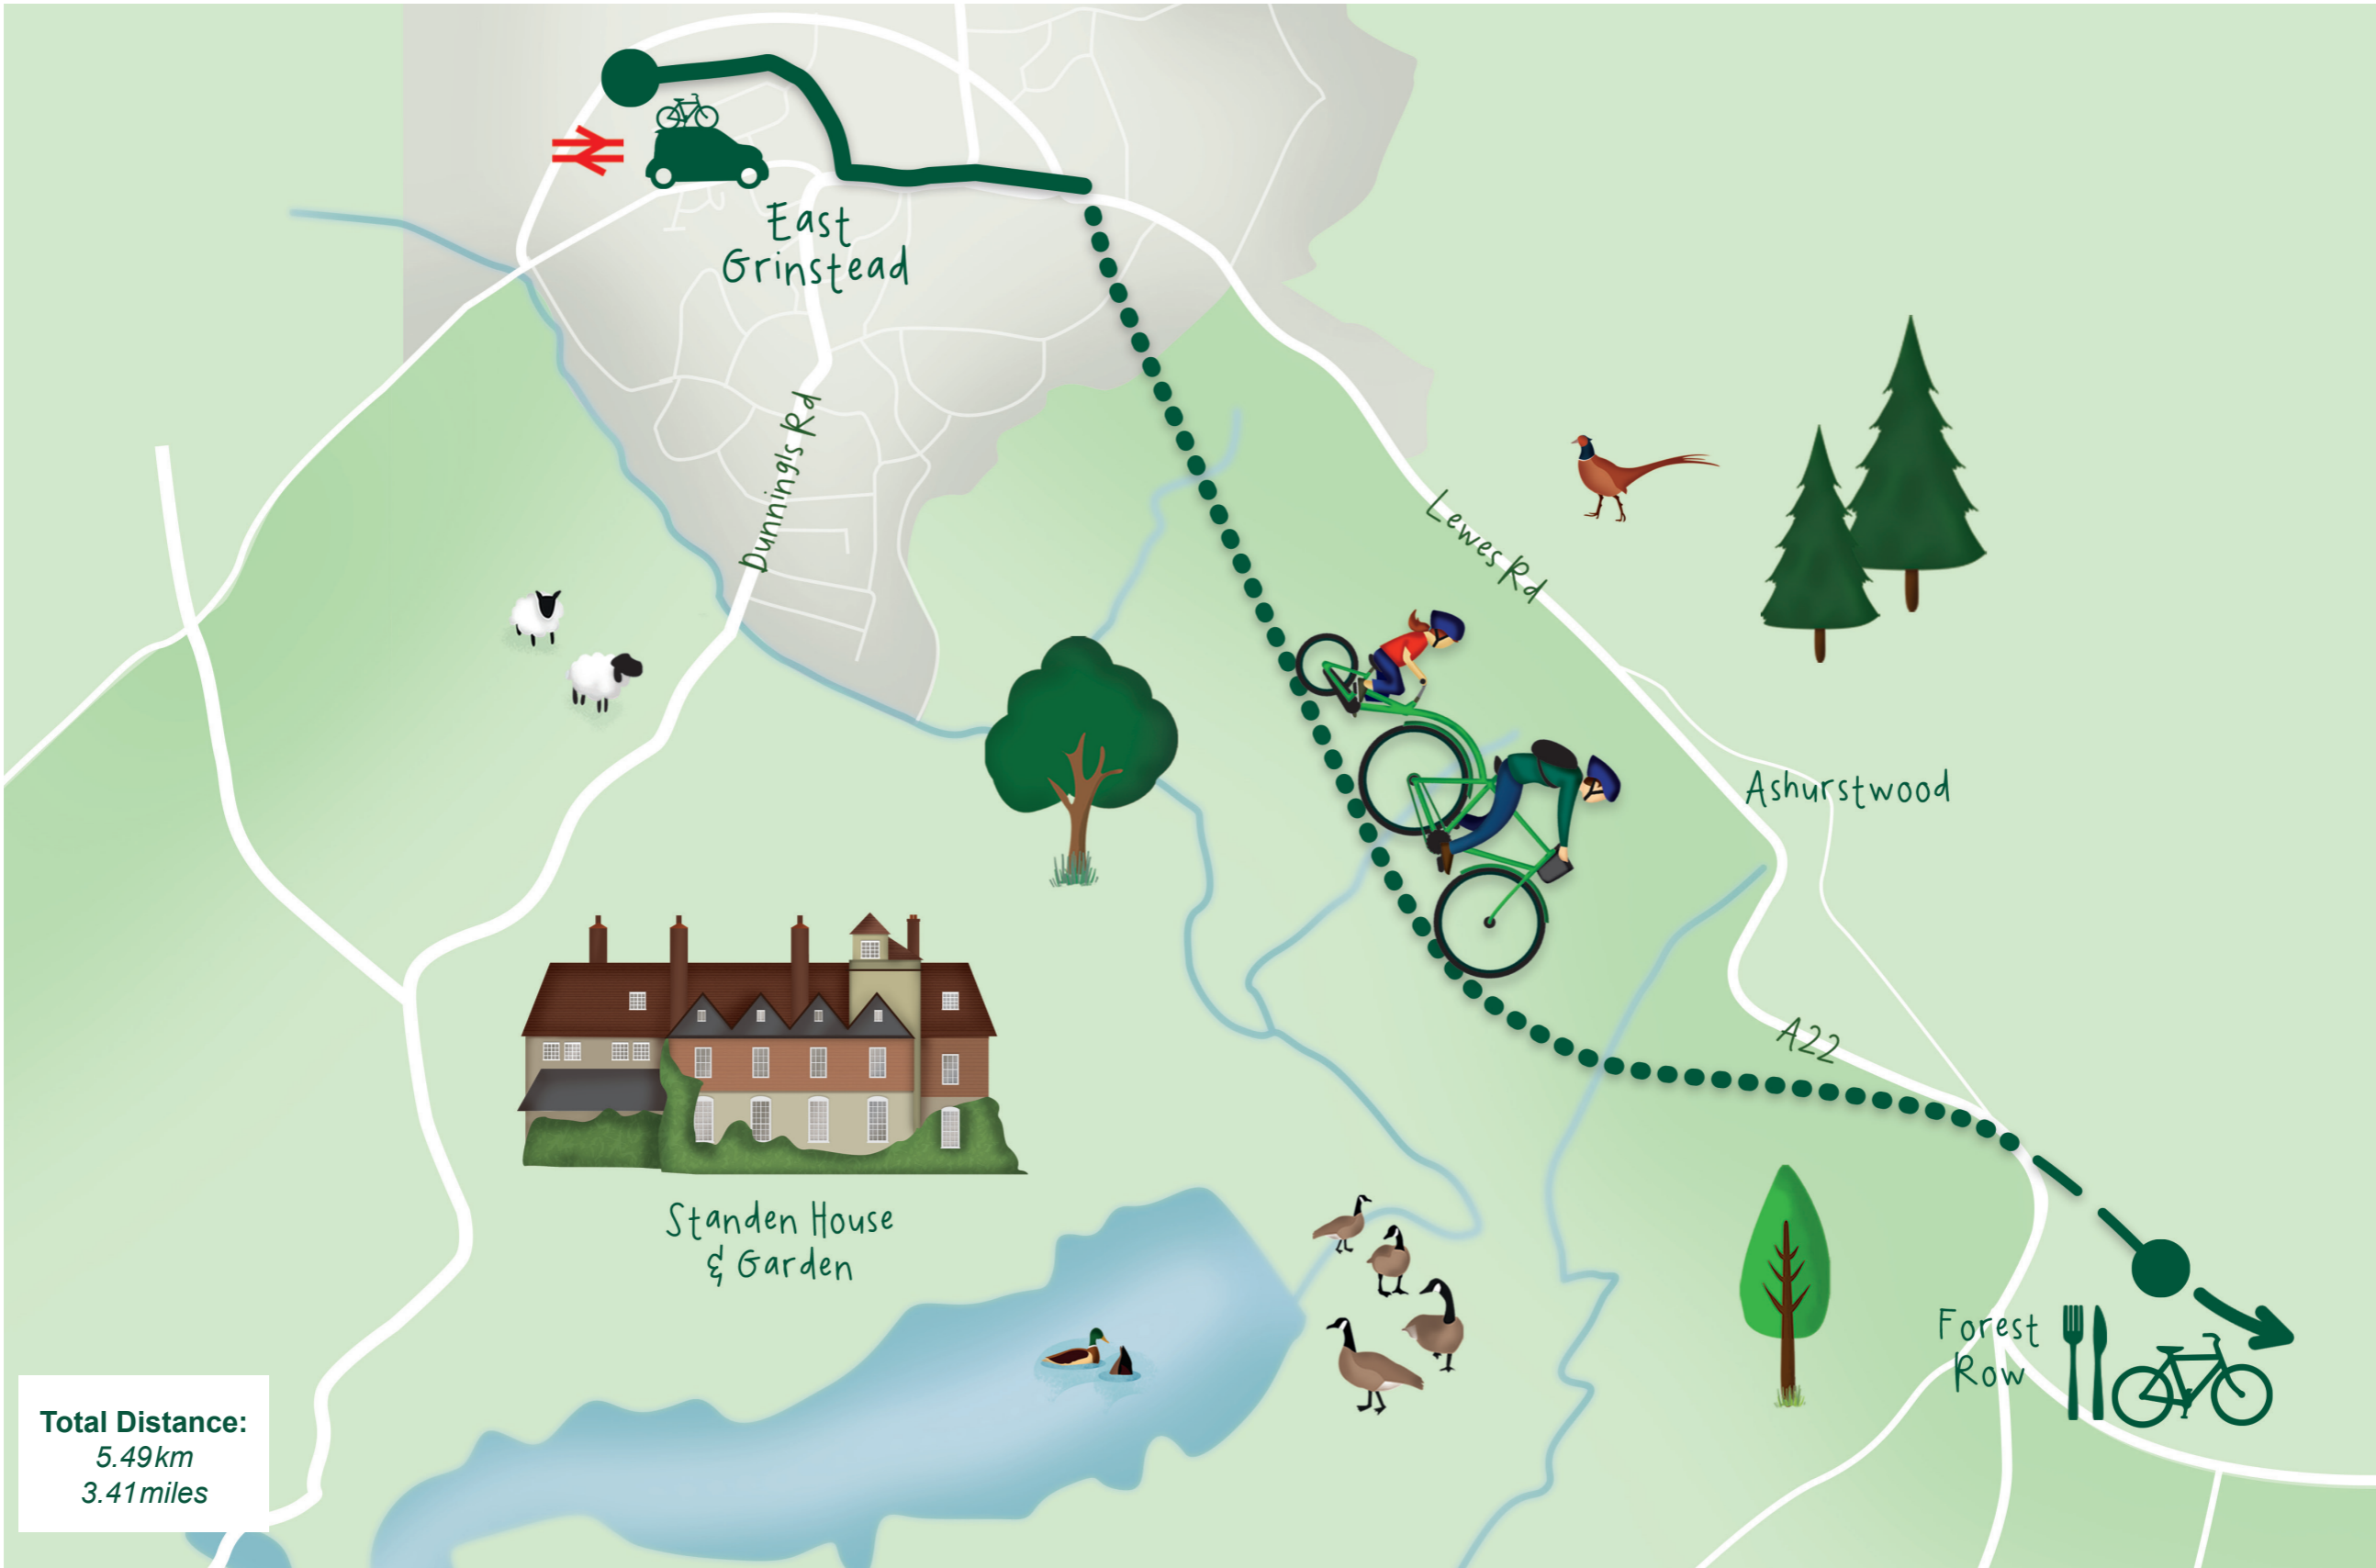 East
Grinstead
Dunnings Rd
Lewes Rd
Ashurstwood
A22
Standen House
& Garden
Forest
Row
Total Distance:
5.49km
3.41miles